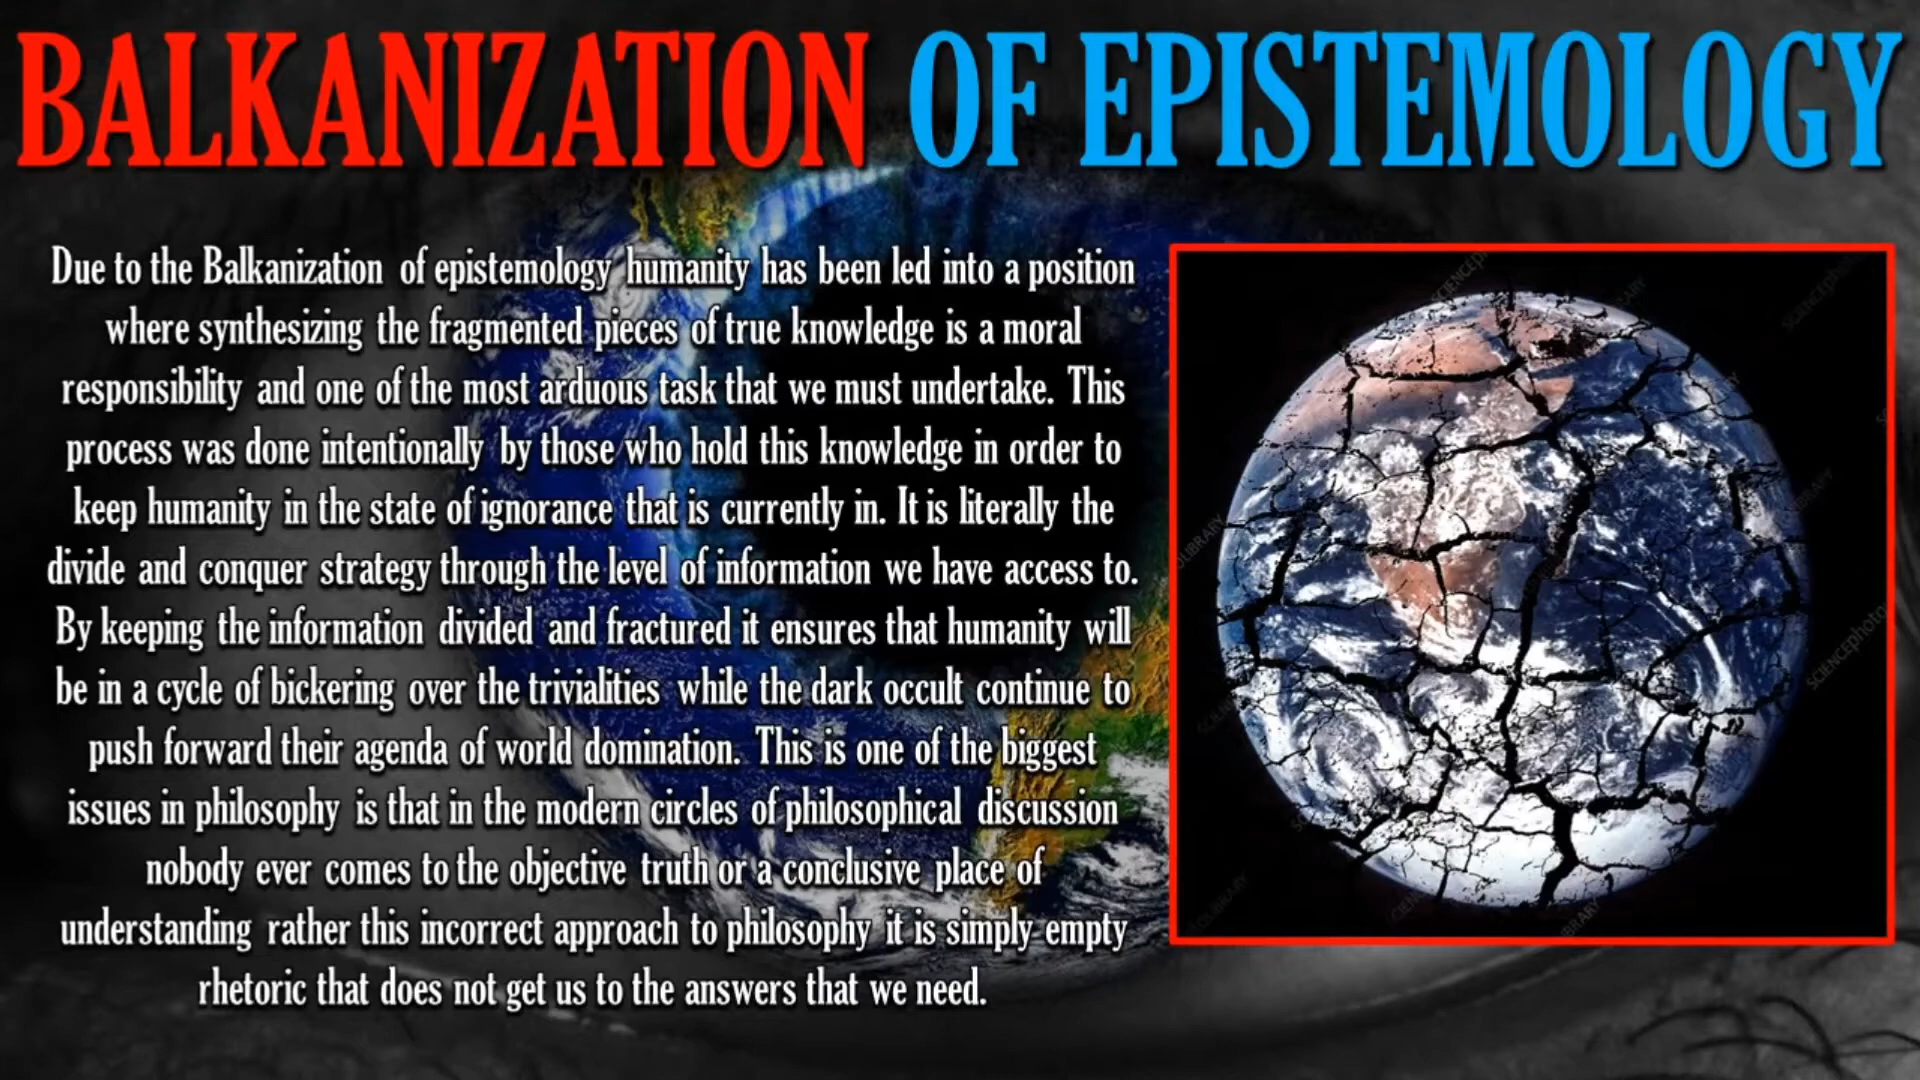 BALKANIZATION OF EPISTEMOLOGY
Due to the Balkanization of epistemology humanity has been led into a position
where synthesizing the fragmented pieces of true knowledge is a moral
responsibility and one of the most arduous task that we must undertake. This
process was done intentionally by those who hold this knowledge in order to
keep humanity in the state of ignorance that is currently in. It is literally the
divide and conquer strategy through the level of information we have access to.
By keeping the information divided and fractured it ensures that humanity will
be in a cycle of bickering over the trivialities while the dark occult continue to
push forward their agenda of world domination. This is one of the biggest
issues in philosophy is that in the modern circles of philosophical discussion
nobody ever comes to the objective truth or a conclusive place of
understanding rather this incorrect approach to philosophy it is simply empty
rhetoric that does not get us to the answers that we need.